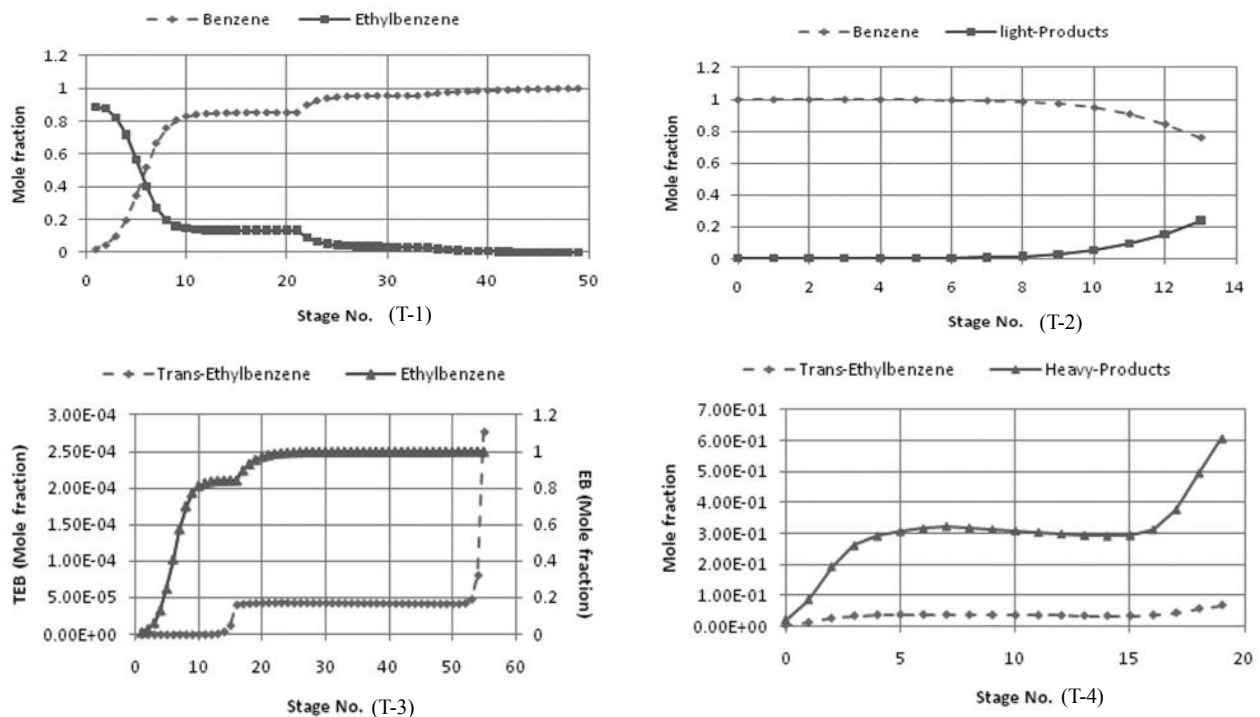 Benzene Ethylbenzene
Mole fraction
1.2
1
0.8
0.6
0.4
0.2
0
0 10 20 30 40 50
Stage No. (T-1)
Benzene light-Products
Mole fraction
1.2
1
0.8
0.6
0.4
0.2
0
0 2 4 6 8 10 12 14
Stage No. (T-2)
Trans-Ethylbenzene Ethylbenzene
TEB (Mole fraction)
3.00E-04
2.50E-04
2.00E-04
1.50E-04
1.00E-04
5.00E-05
0.00E+00
1.2
1
0.8
0.6
0.4
0.2
0
EB (Mole fraction)
0 10 20 30 40 50 60
Stage No. (T-3)
Trans-Ethylbenzene Heavy-Products
Mole fraction
7.00E-01
6.00E-01
5.00E-01
4.00E-01
3.00E-01
2.00E-01
1.00E-01
0.00E+00
0 5 10 15 20
Stage No. (T-4)